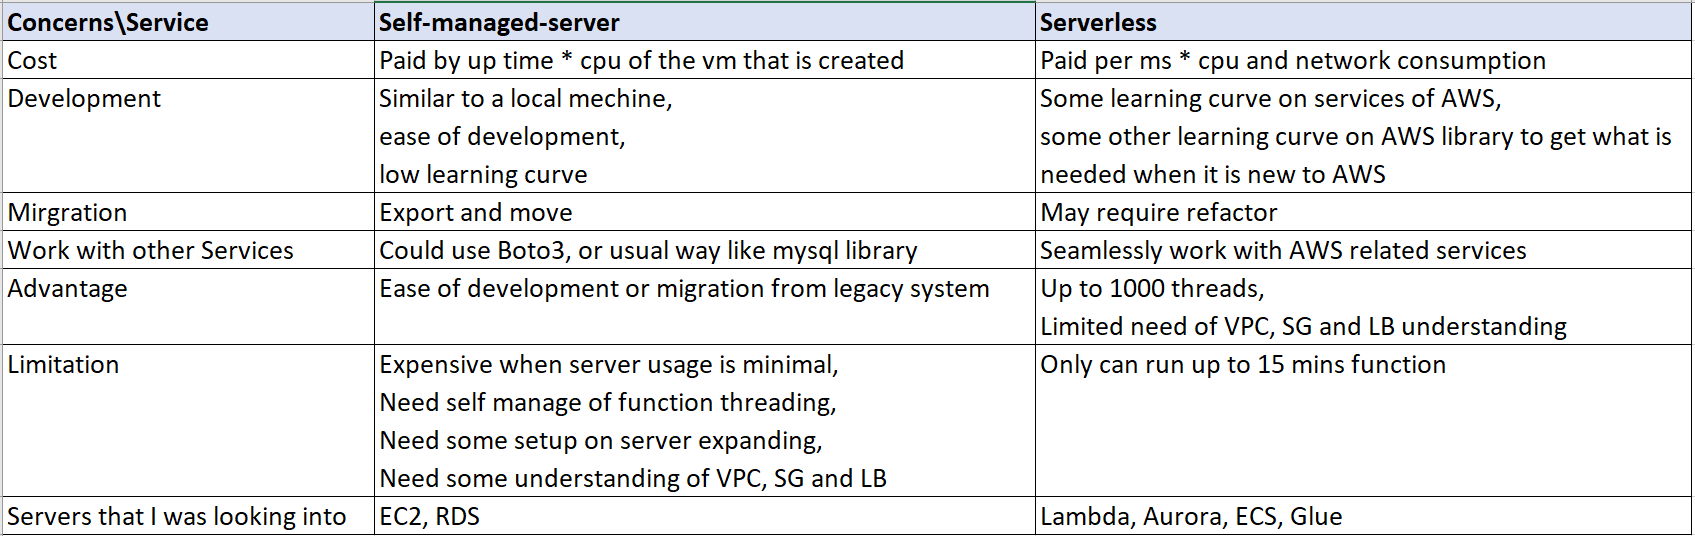 Concerns\Service Self-managed-server Serverless
Cost Paid by up time * cpu of the vm that is created Paid per ms * cpu and network consumption
Development Similar to a local mechine, Some learning curve on services of AWS,
ease of development, some other learning curve on AWS library to get what is
low learning curve needed when it is new to AWS
Mirgration Export and move May require refactor
Work with other Services Could use Boto3, or usual way like mysql library Seamlessly work with AWS related services
Advantage Ease of development or migration from legacy system Up to 1000 threads,
Limited need of VPC, SG and LB understanding
Limitation Expensive when server usage is minimal, Only can run up to 15 mins function
Need self manage of function threading,
Need some setup on server expanding,
Need some understanding of VPC, SG and LB
Servers that I was looking into EC2, RDS Lambda, Aurora, ECS, Glue